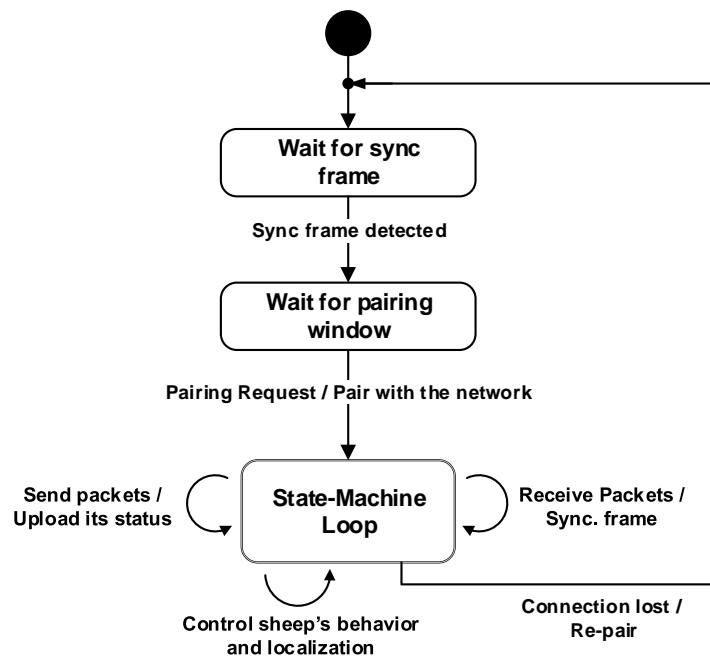 Wait for sync
frame
Sync frame detected
Wait for pairing
window
Pairing Request / Pair with the network
Send packets /
Upload its status
State-Machine
Loop
Receive Packets /
Sync. frame
Control sheep's behavior
and localization
Connection lost /
Re-pair